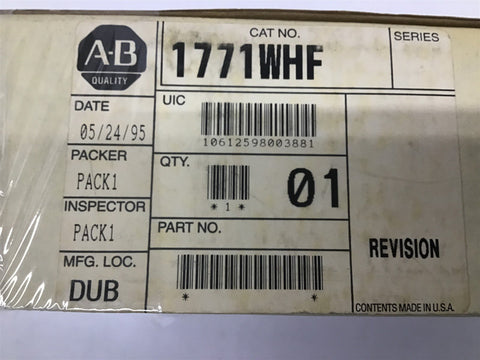 A-B
QUALITY
CAT NO.
1771WHF
SERIES
DATE
05/24/95
UIC
10612598003881
PACKER
PACK1
QTY.
*1*
01
INSPECTOR
PACK1
PART NO.
* *
REVISION
MFG. LOC.
DUB
CONTENTS MADE IN U.S.A.